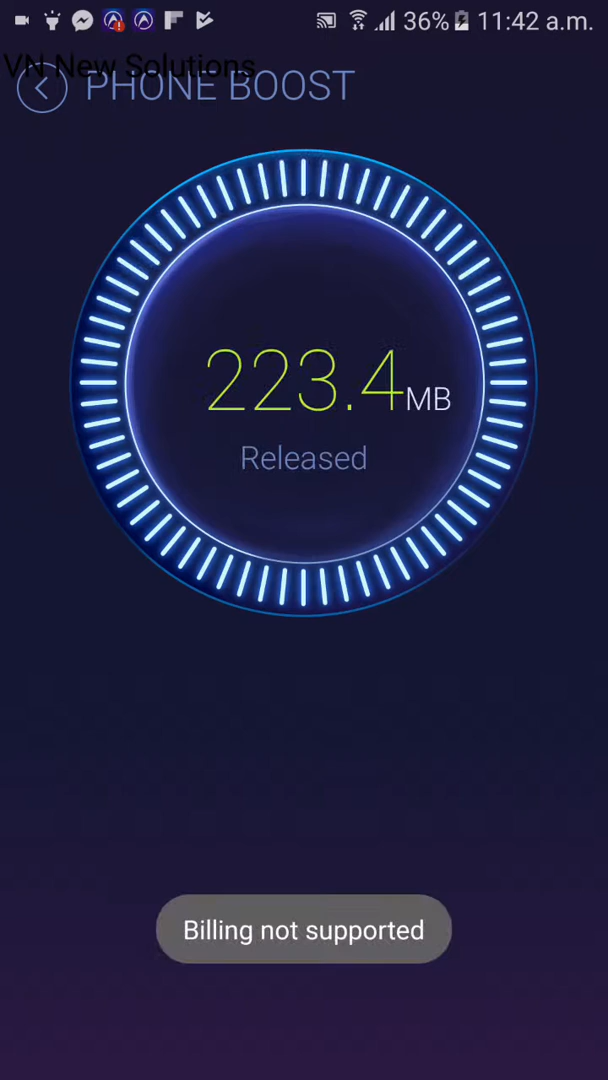 36% 11:42 a.m.
VN New Solutions
PHONE BOOST
223.4MB
Released
Billing not supported